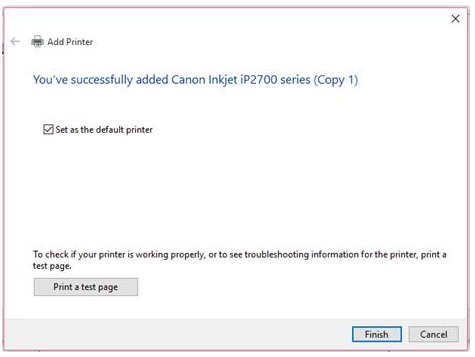 Add Printer
You've successfully added Canon Inkjet iP2700 series (Copy 1)
Set as the default printer
To check if your printer is working properly, or to see troubleshooting information for the printer, print a
test page.
Print a test page
Finish Cancel